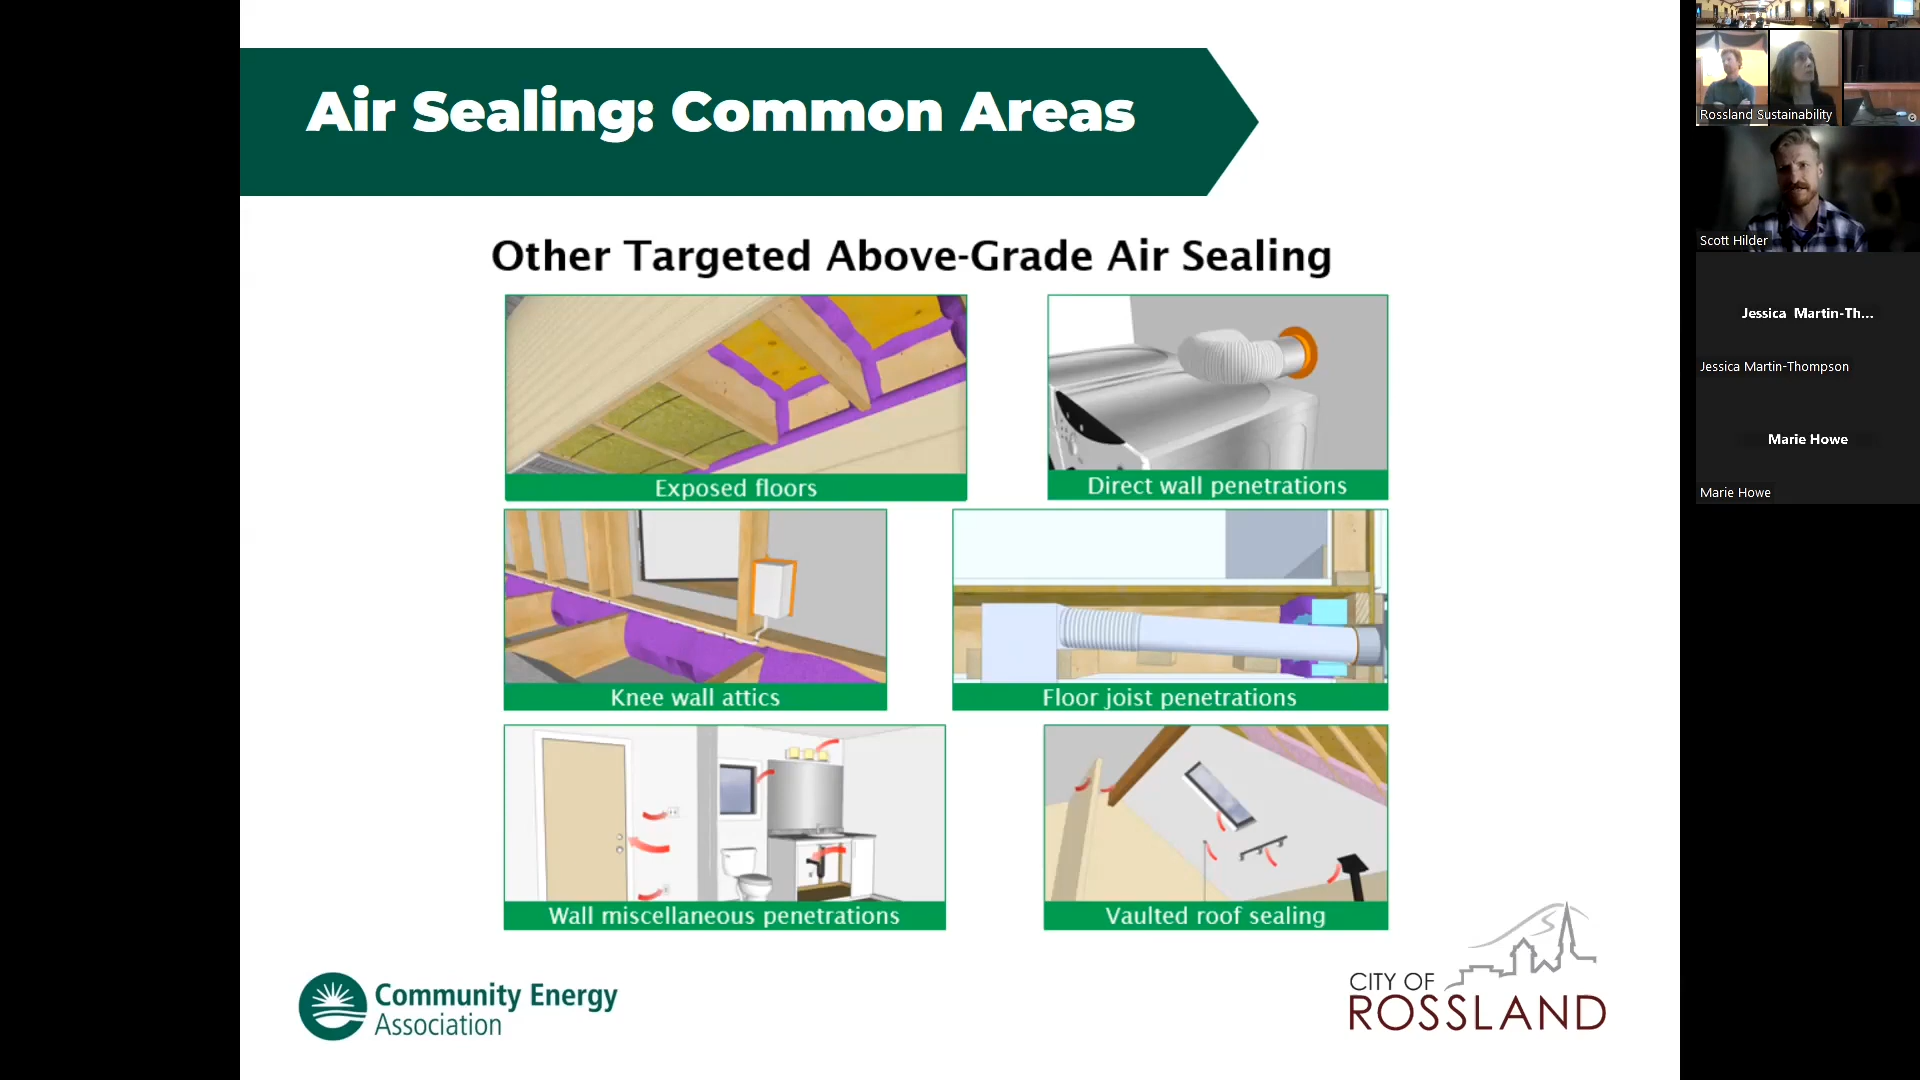 Air Sealing: Common Areas
Other Targeted Above-Grade Air Sealing
Exposed floors
Direct wall penetrations
Knee wall attics
Floor joist penetrations
Wall miscellaneous penetrations
Vaulted roof sealing
Community Energy
Association
CITY OF
ROSSLAND
Rossland Sustainability
Scott Hilder
Jessica Martin-Th...
Jessica Martin-Thompson
Marie Howe
Marie Howe